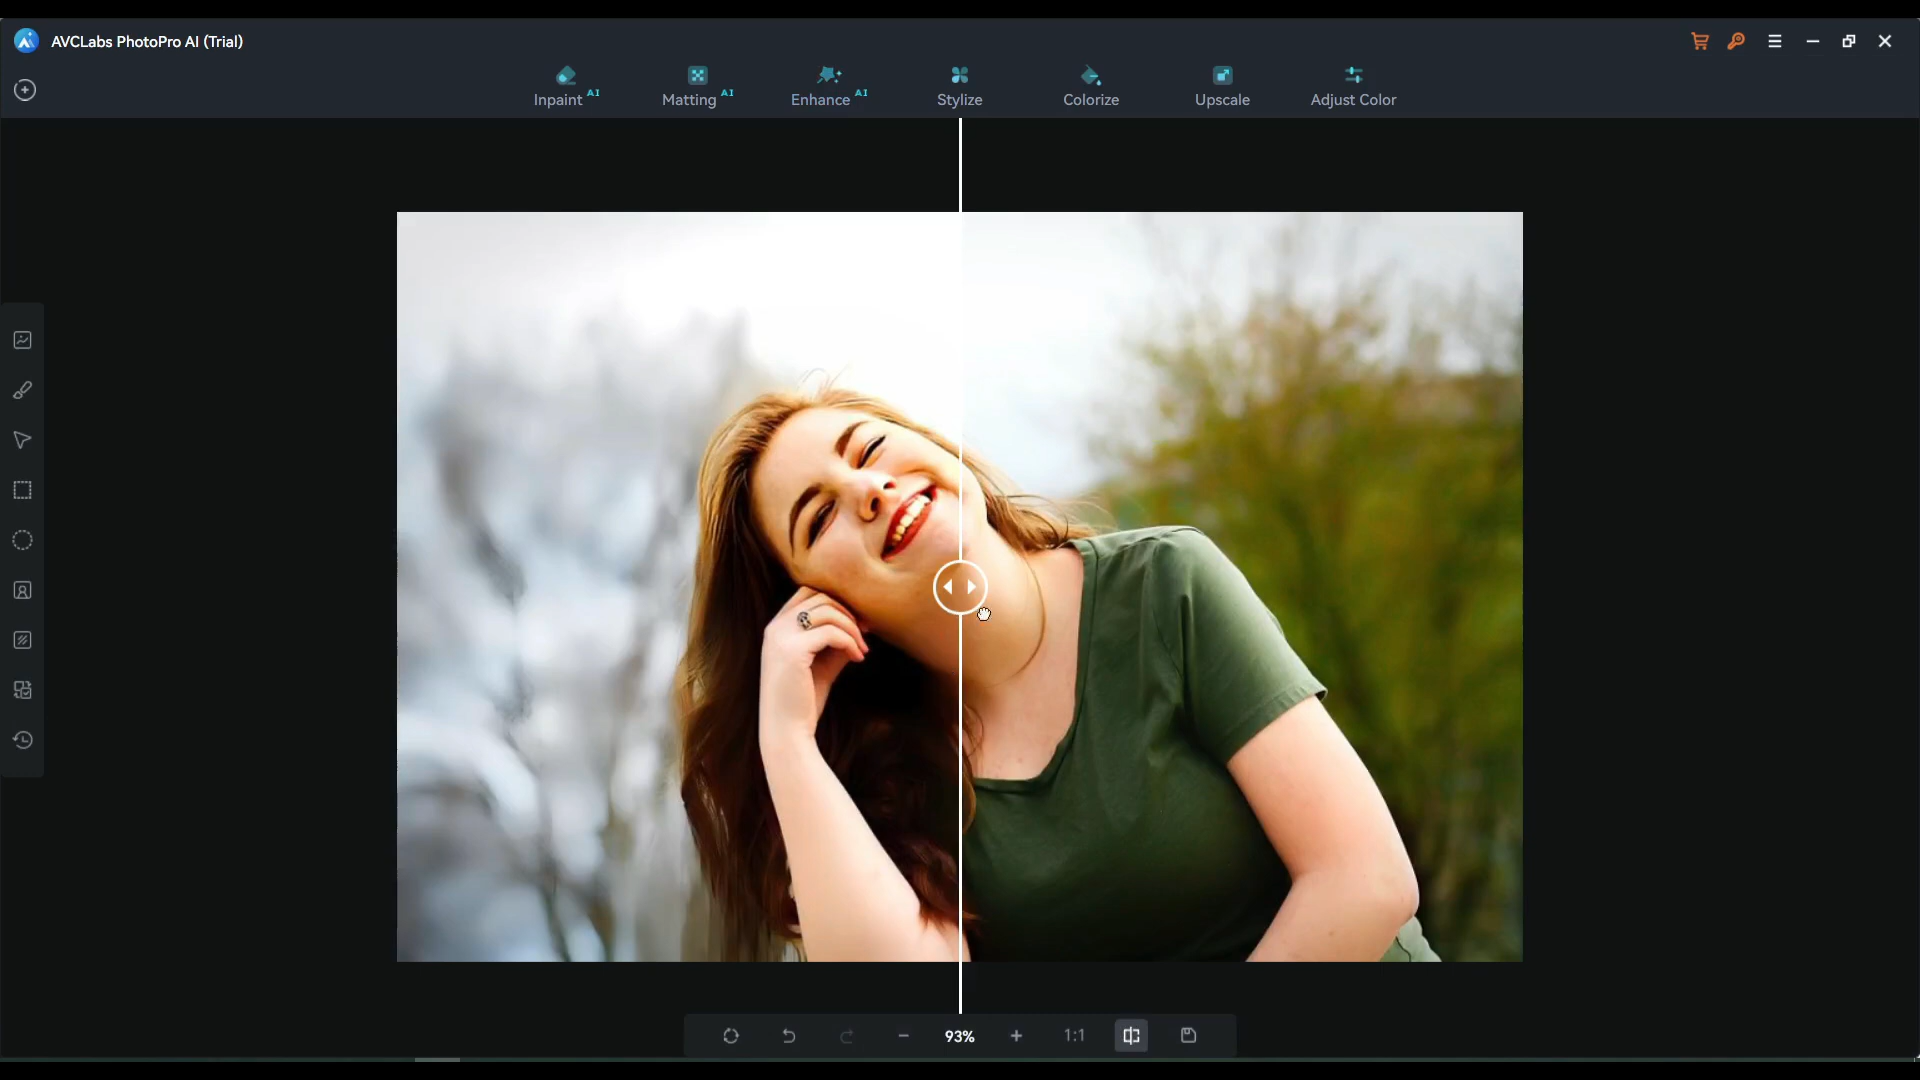 AVCLabs PhotoPro AI (Trial)
Inpaint AI
Matting AI
Enhance AI
Stylize
Colorize
Upscale
Adjust Color
93%
1:1